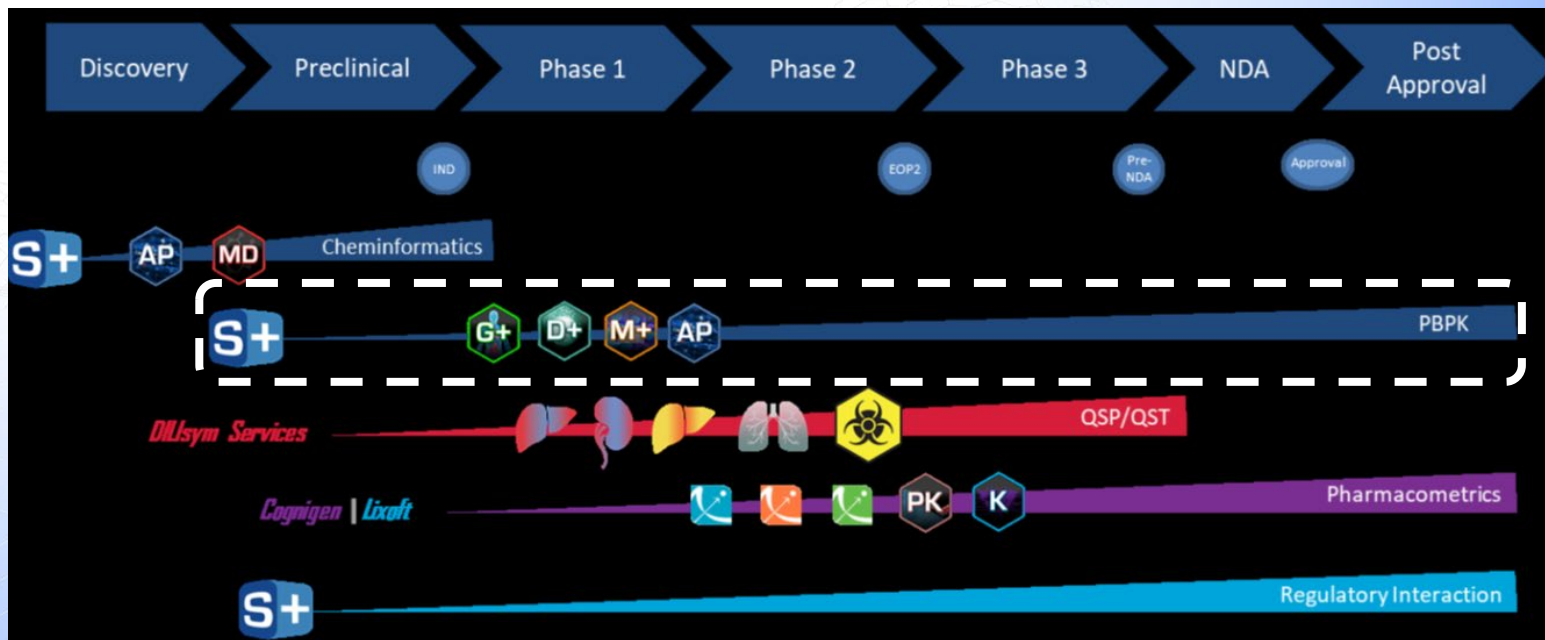 Discovery
Preclinical
Phase 1
Phase 2
Phase 3
NDA
Post
Approval
IND
EOP2
Pre-
NDA
Approval
S+
AP
MD
Cheminformatics
S+
G+
D+
M+
AP
PBPK
DILIsym Services
QSP/QST
Cognigen | Lixoft
PK
K
Pharmacometrics
S+
Regulatory Interaction